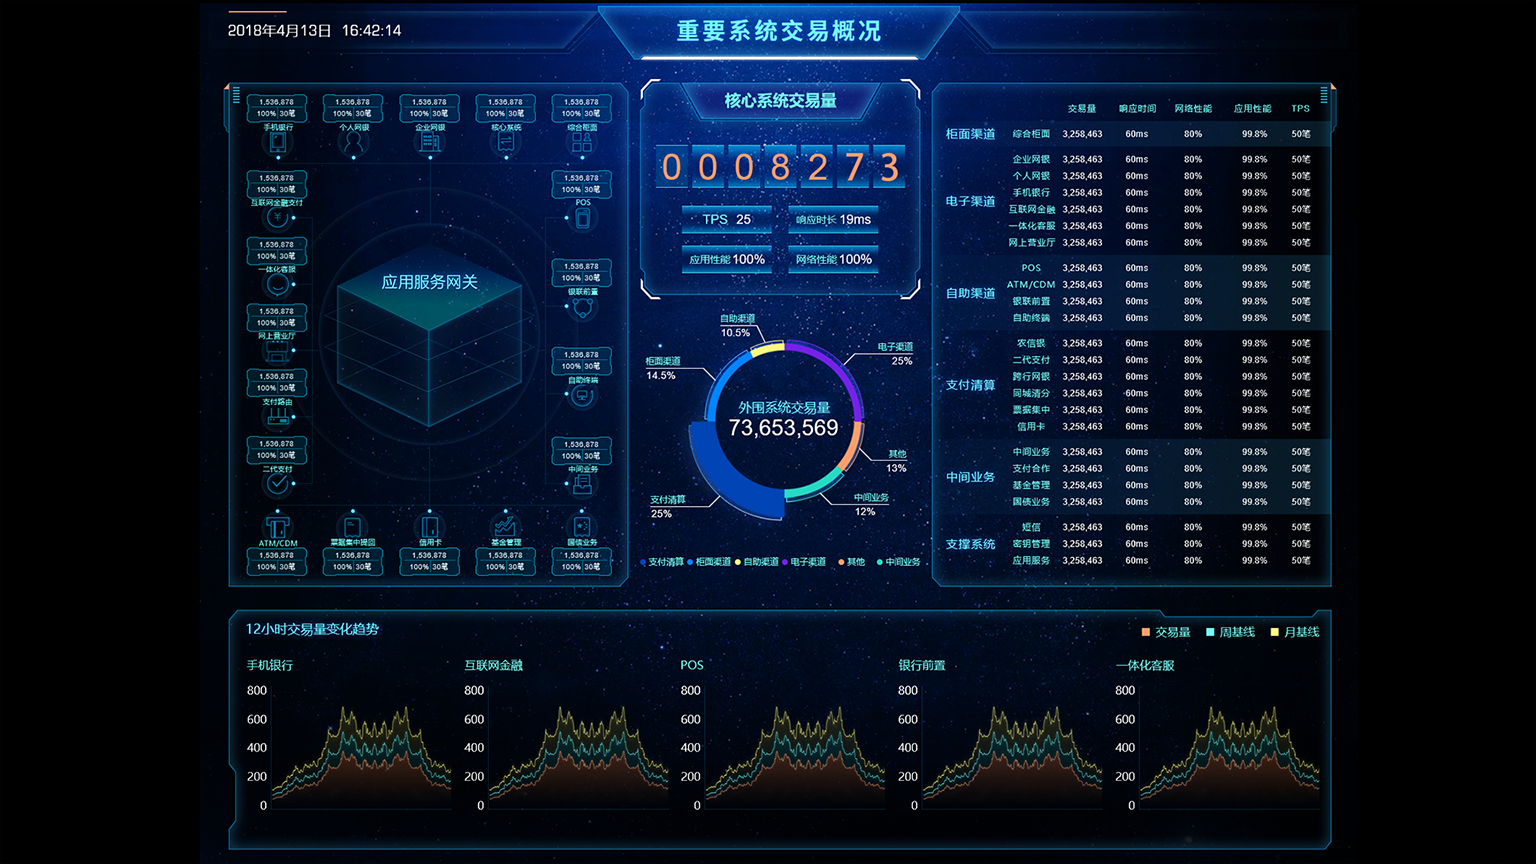 2018年4月13日 16:42:14
重要系统交易概况
1,536,878 1,536,878 1,536,878 1,536,878 1,536,878
100% 30笔 100% 30笔 100% 30笔 100% 30笔 100% 30笔
手机银行 个人网银 企业网银 核心系统 综合柜面
1,536,878 1,536,878
100% 30笔 100% 30笔
互联网金融支付 POS
1,536,878
100% 30笔
一体化客服
1,536,878
100% 30笔
银联前置
应用服务网关
1,536,878
100% 30笔
网上营业厅
1,536,878
100% 30笔
自助终端
1,536,878
100% 30笔
支付路由
1,536,878 1,536,878
100% 30笔 100% 30笔
二代支付 中间业务
ATM/CDM 票据集中提回 信用卡 基金管理 国债业务
1,536,878 1,536,878 1,536,878 1,536,878 1,536,878
100% 30笔 100% 30笔 100% 30笔 100% 30笔 100% 30笔
核心系统交易量
0008273
TPS 25 响应时长 19ms
应用性能 100% 网络性能 100%
自助渠道
10.5%
电子渠道
25%
柜面渠道
14.5%
外围系统交易量
73,653,569
其他
13%
中间业务
12%
支付清算
25%
支付清算 柜面渠道 自助渠道 电子渠道 其他 中间业务
交易量 响应时间 网络性能 应用性能 TPS
柜面渠道 综合柜面 3,258,463 60ms 80% 99.8% 50笔
电子渠道
企业网银 3,258,463 60ms 80% 99.8% 50笔
个人网银 3,258,463 60ms 80% 99.8% 50笔
手机银行 3,258,463 60ms 80% 99.8% 50笔
互联网金融 3,258,463 60ms 80% 99.8% 50笔
一体化客服 3,258,463 60ms 80% 99.8% 50笔
网上营业厅 3,258,463 60ms 80% 99.8% 50笔
自助渠道
POS 3,258,463 60ms 80% 99.8% 50笔
ATM/CDM 3,258,463 60ms 80% 99.8% 50笔
银联前置 3,258,463 60ms 80% 99.8% 50笔
自助终端 3,258,463 60ms 80% 99.8% 50笔
支付清算
农信银 3,258,463 60ms 80% 99.8% 50笔
二代支付 3,258,463 60ms 80% 99.8% 50笔
跨行网银 3,258,463 60ms 80% 99.8% 50笔
同城清分 3,258,463 60ms 80% 99.8% 50笔
票据集中 3,258,463 60ms 80% 99.8% 50笔
信用卡 3,258,463 60ms 80% 99.8% 50笔
中间业务
中间业务 3,258,463 60ms 80% 99.8% 50笔
支付合作 3,258,463 60ms 80% 99.8% 50笔
基金管理 3,258,463 60ms 80% 99.8% 50笔
国债业务 3,258,463 60ms 80% 99.8% 50笔
支撑系统
短信 3,258,463 60ms 80% 99.8% 50笔
密钥管理 3,258,463 60ms 80% 99.8% 50笔
应用服务 3,258,463 60ms 80% 99.8% 50笔
12小时交易量变化趋势
交易量 周基线 月基线
手机银行 互联网金融 POS 银行前置 一体化客服
800 800 800 800 800
600 600 600 600 600
400 400 400 400 400
200 200 200 200 200
0 0 0 0 0